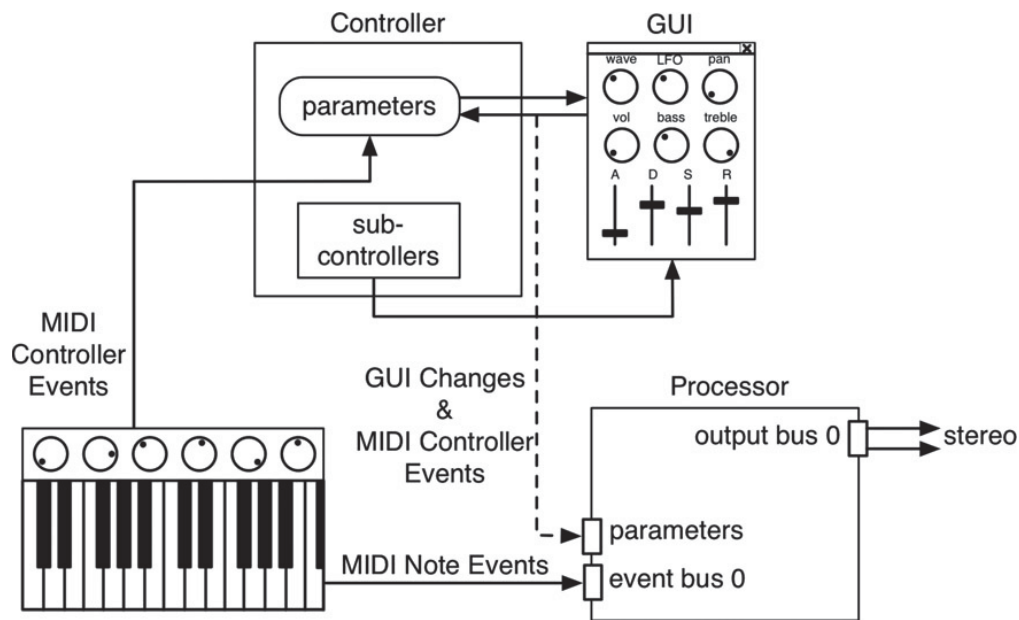 Controller
GUI
parameters
wave LFO pan
vol bass treble
A D S R
sub-
controllers
MIDI
Controller
Events
GUI Changes
&
MIDI Controller
Events
Processor
output bus 0
stereo
parameters
MIDI Note Events
event bus 0